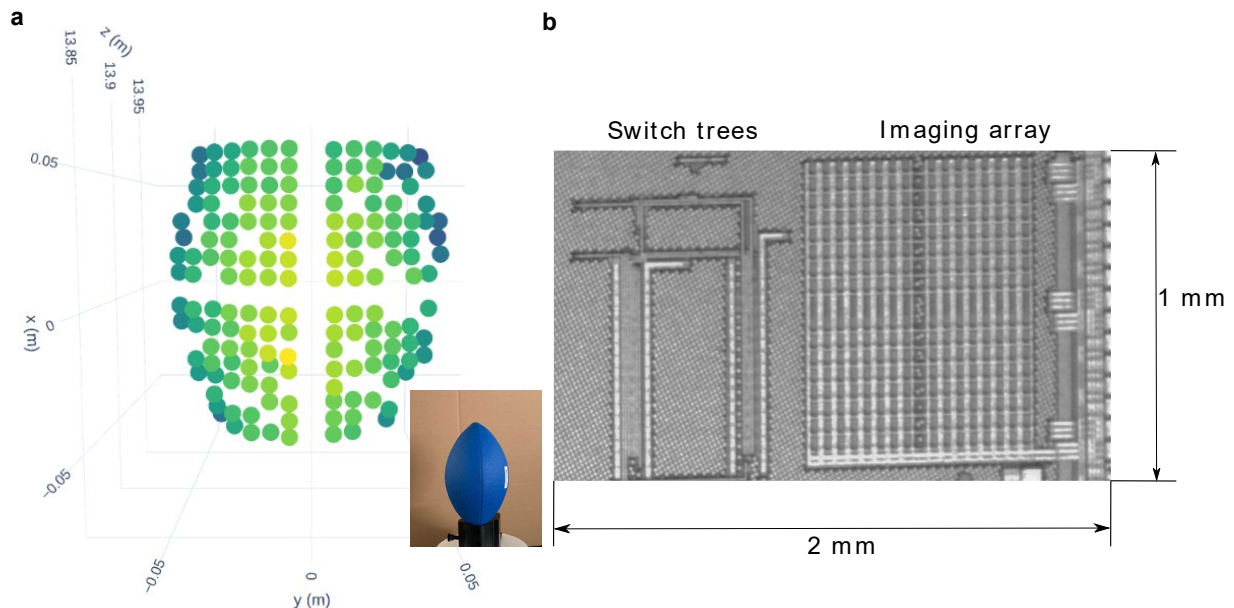 a
b
z (m)
13.85
13.9
13.95
Switch trees
Imaging array
0.05
0
x (m)
−0.05
1 mm
2 mm
−0.05
0
0.05
y (m)